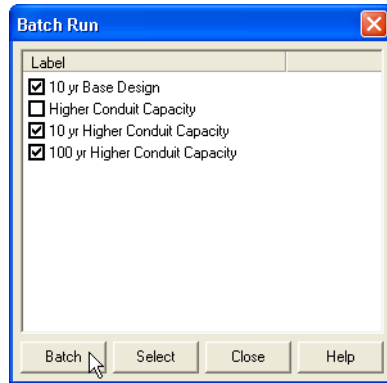 Batch Run
Label
10 yr Base Design
Higher Conduit Capacity
10 yr Higher Conduit Capacity
100 yr Higher Conduit Capacity
Batch Select Close Help